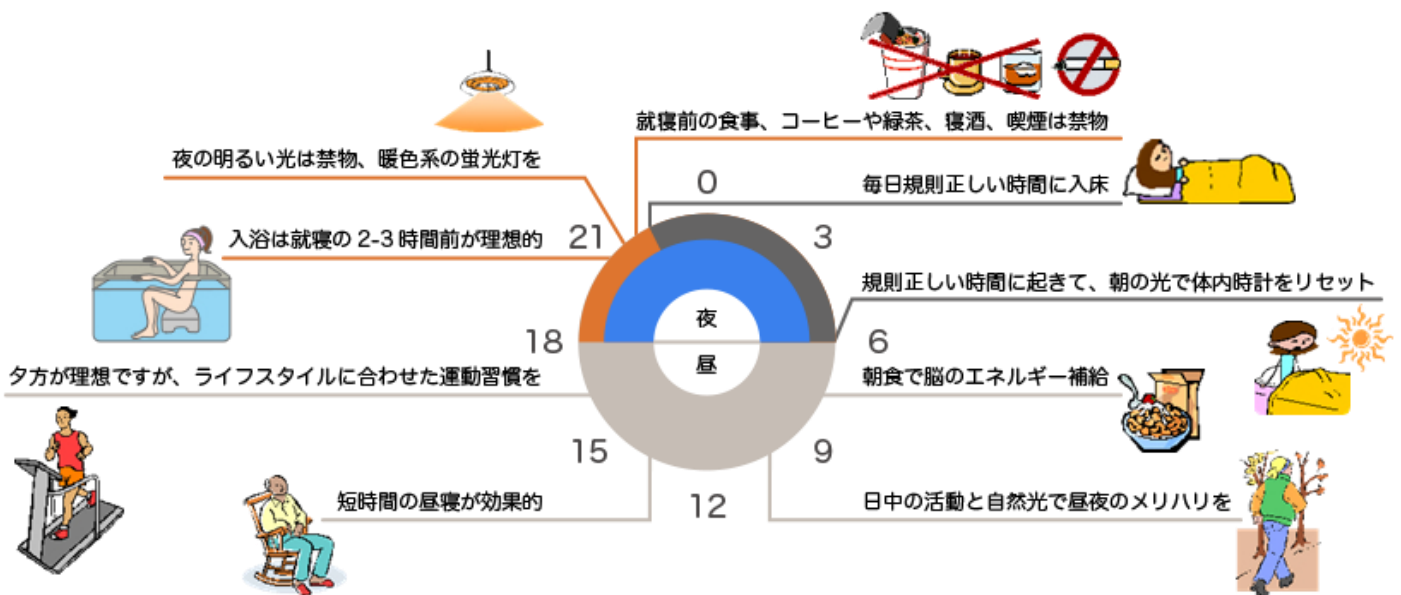 就寝前の食事、コーヒーや緑茶、寝酒、喫煙は禁物
夜の明るい光は禁物、暖色系の蛍光灯を
0
毎日規則正しい時間に入床
入浴は就寝の2-3時間前が理想的
21
3
規則正しい時間に起きて、朝の光で体内時計をリセット
夜
18
6
昼
夕方が理想ですが、ライフスタイルに合わせた運動習慣を
朝食で脳のエネルギー補給
15
9
短時間の昼寝が効果的
12
日中の活動と自然光で昼夜のメリハリを